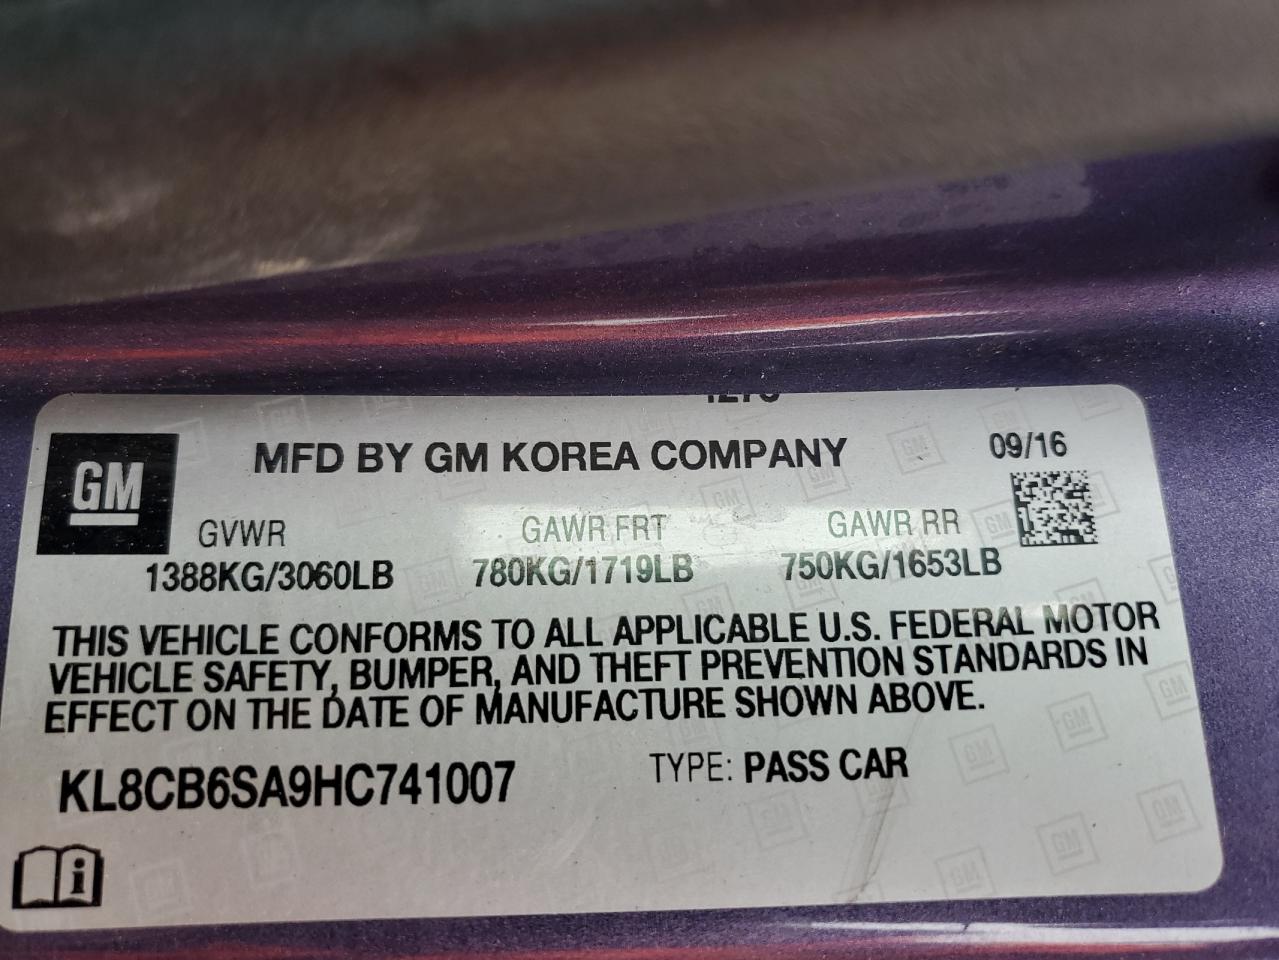 MFD BY GM KOREA COMPANY 09/16
GM
GVWR GAWR FRT GAWR RR
1388KG/3060LB 780KG/1719LB 750KG/1653LB
THIS VEHICLE CONFORMS TO ALL APPLICABLE U.S. FEDERAL MOTOR
VEHICLE SAFETY, BUMPER, AND THEFT PREVENTION STANDARDS IN
EFFECT ON THE DATE OF MANUFACTURE SHOWN ABOVE.
KL8CB6SA9HC741007 TYPE: PASS CAR